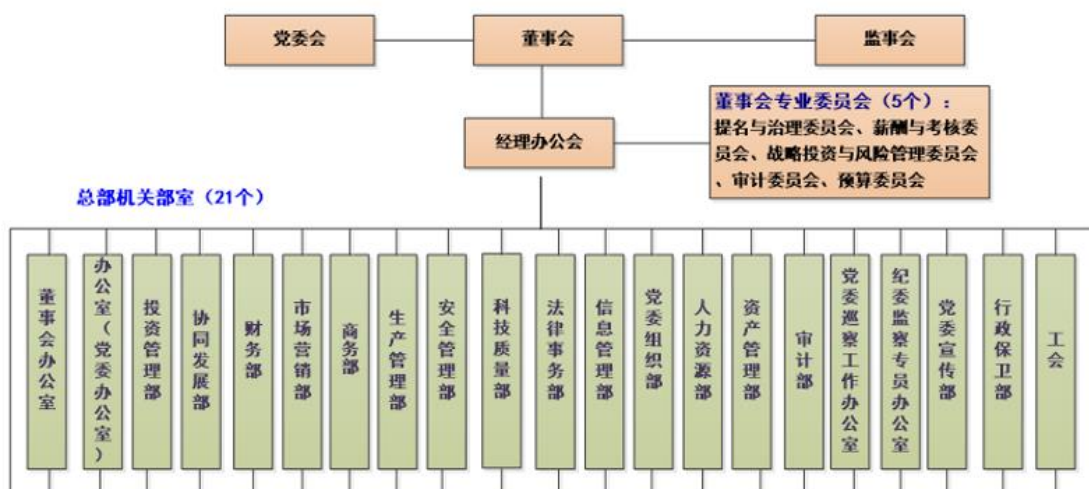 党委会
董事会
监事会
经理办公会
董事会专业委员会（5个）：
提名与治理委员会、薪酬与考核委
员会、战略投资与风险管理委员会
、审计委员会、预算委员会
总部机关部室（21个）
董事会办公室
办公室（党委办公室）
投资管理部
协同发展部
财务部
市场营销部
商务部
生产管理部
安全管理部
科技质量部
法律事务部
信息管理部
党委组织部
人力资源部
资产管理部
审计部
党委巡察工作办公室
纪委监察专员办公室
党委宣传部
行政保卫部
工会